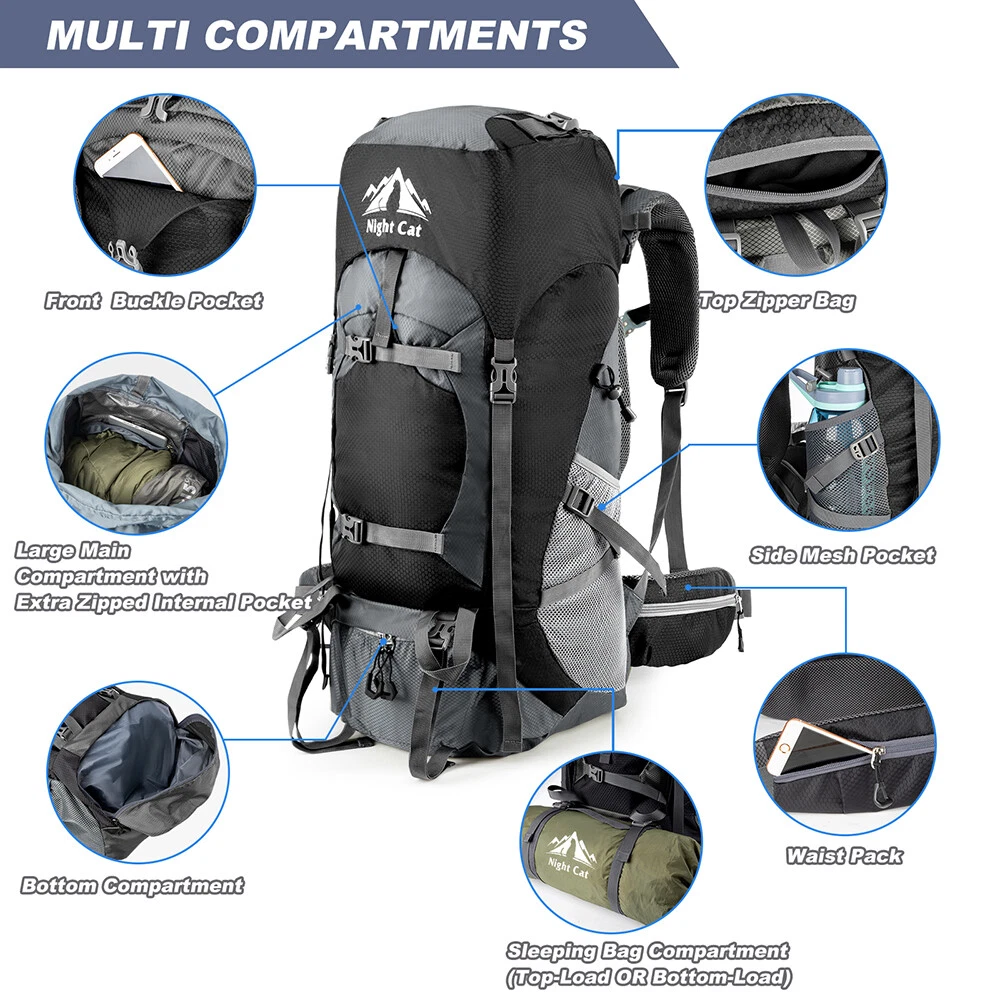 MULTI COMPARTMENTS
Night Cat
Front Buckle Pocket
Top Zipper Bag
Large Main
Compartment with
Extra Zipped Internal Pocket
Side Mesh Pocket
Bottom Compartment
Night Cat
Waist Pack
Sleeping Bag Compartment
(Top-Load OR Bottom-Load)